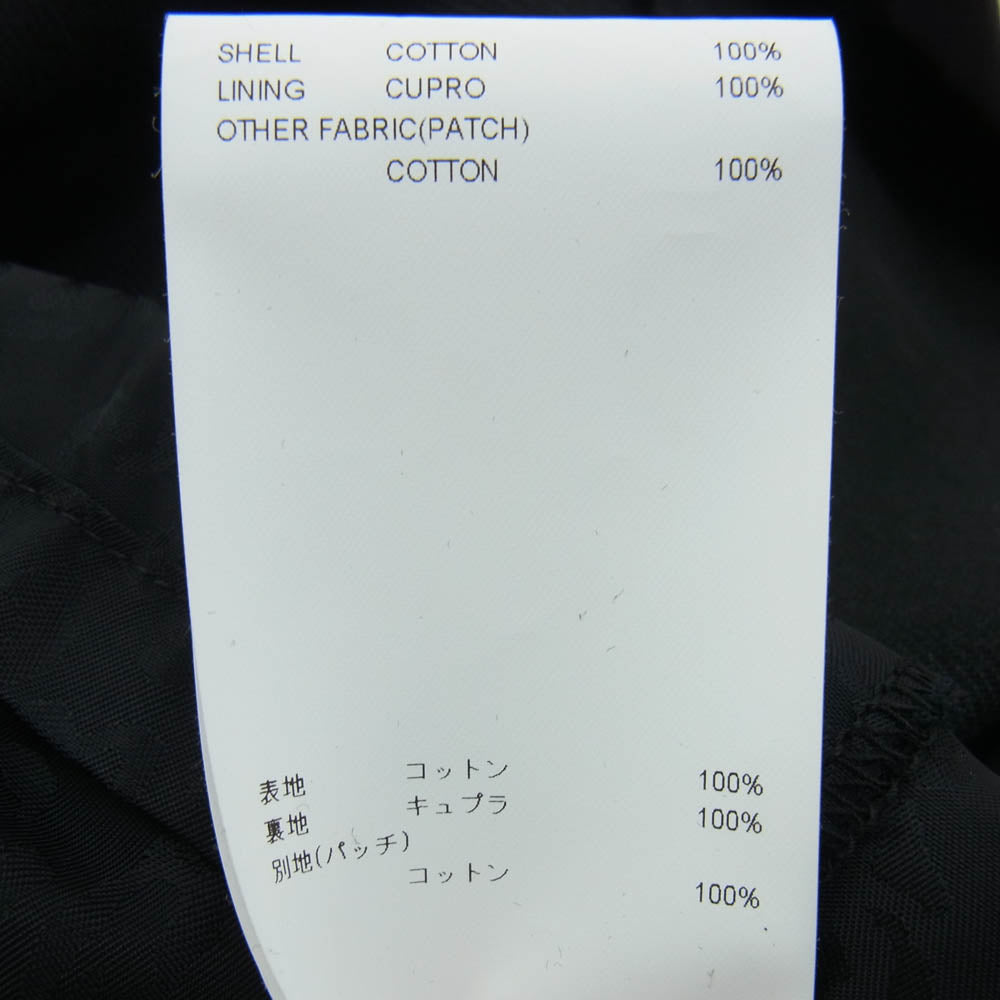 SHELL COTTON 100%
LINING CUPRO 100%
OTHER FABRIC(PATCH)
COTTON 100%
表地 コットン 100%
裏地 キュプラ 100%
別地(パッチ)
コットン 100%